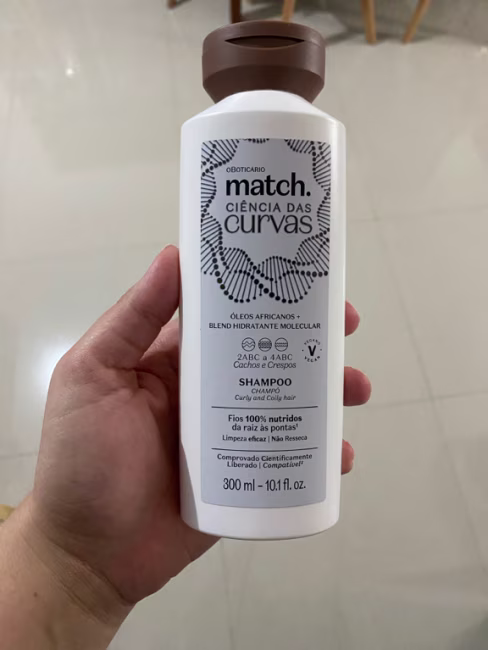 oBOTICÁRIO
match.
CIÊNCIA DAS
curvas
ÓLEOS AFRICANOS +
BLEND HIDRATANTE MOLECULAR
2ABC a 4ABC
Cachos e Crespos
V
VEGAN
SHAMPOO
CHAMPÚ
Curly and Coily hair
Fios 100% nutridos
da raiz às pontas¹
Limpeza eficaz | Não Resseca
Comprovado Cientificamente
Liberado | Compatível²
300 ml - 10.1 fl. oz.